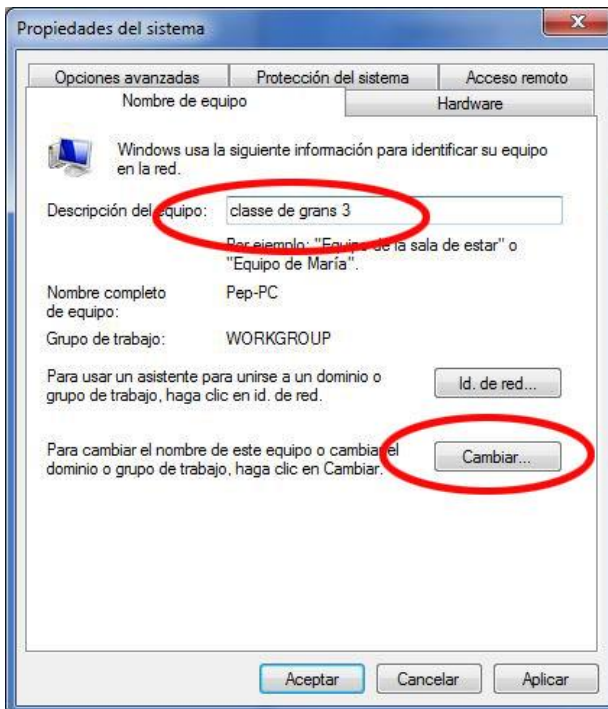 Propiedades del sistema
Opciones avanzadas
Protección del sistema
Acceso remoto
Nombre de equipo
Hardware
Windows usa la siguiente información para identificar su equipo
en la red.
Descripción del equipo:
classe de grans 3
Por ejemplo: "Equipo de la sala de estar" o
"Equipo de María".
Nombre completo
de equipo:
Pep-PC
Grupo de trabajo:
WORKGROUP
Para usar un asistente para unirse a un dominio o
grupo de trabajo, haga clic en id. de red.
Id. de red...
Para cambiar el nombre de este equipo o cambiar el
dominio o grupo de trabajo, haga clic en Cambiar.
Cambiar...
Aceptar
Cancelar
Aplicar